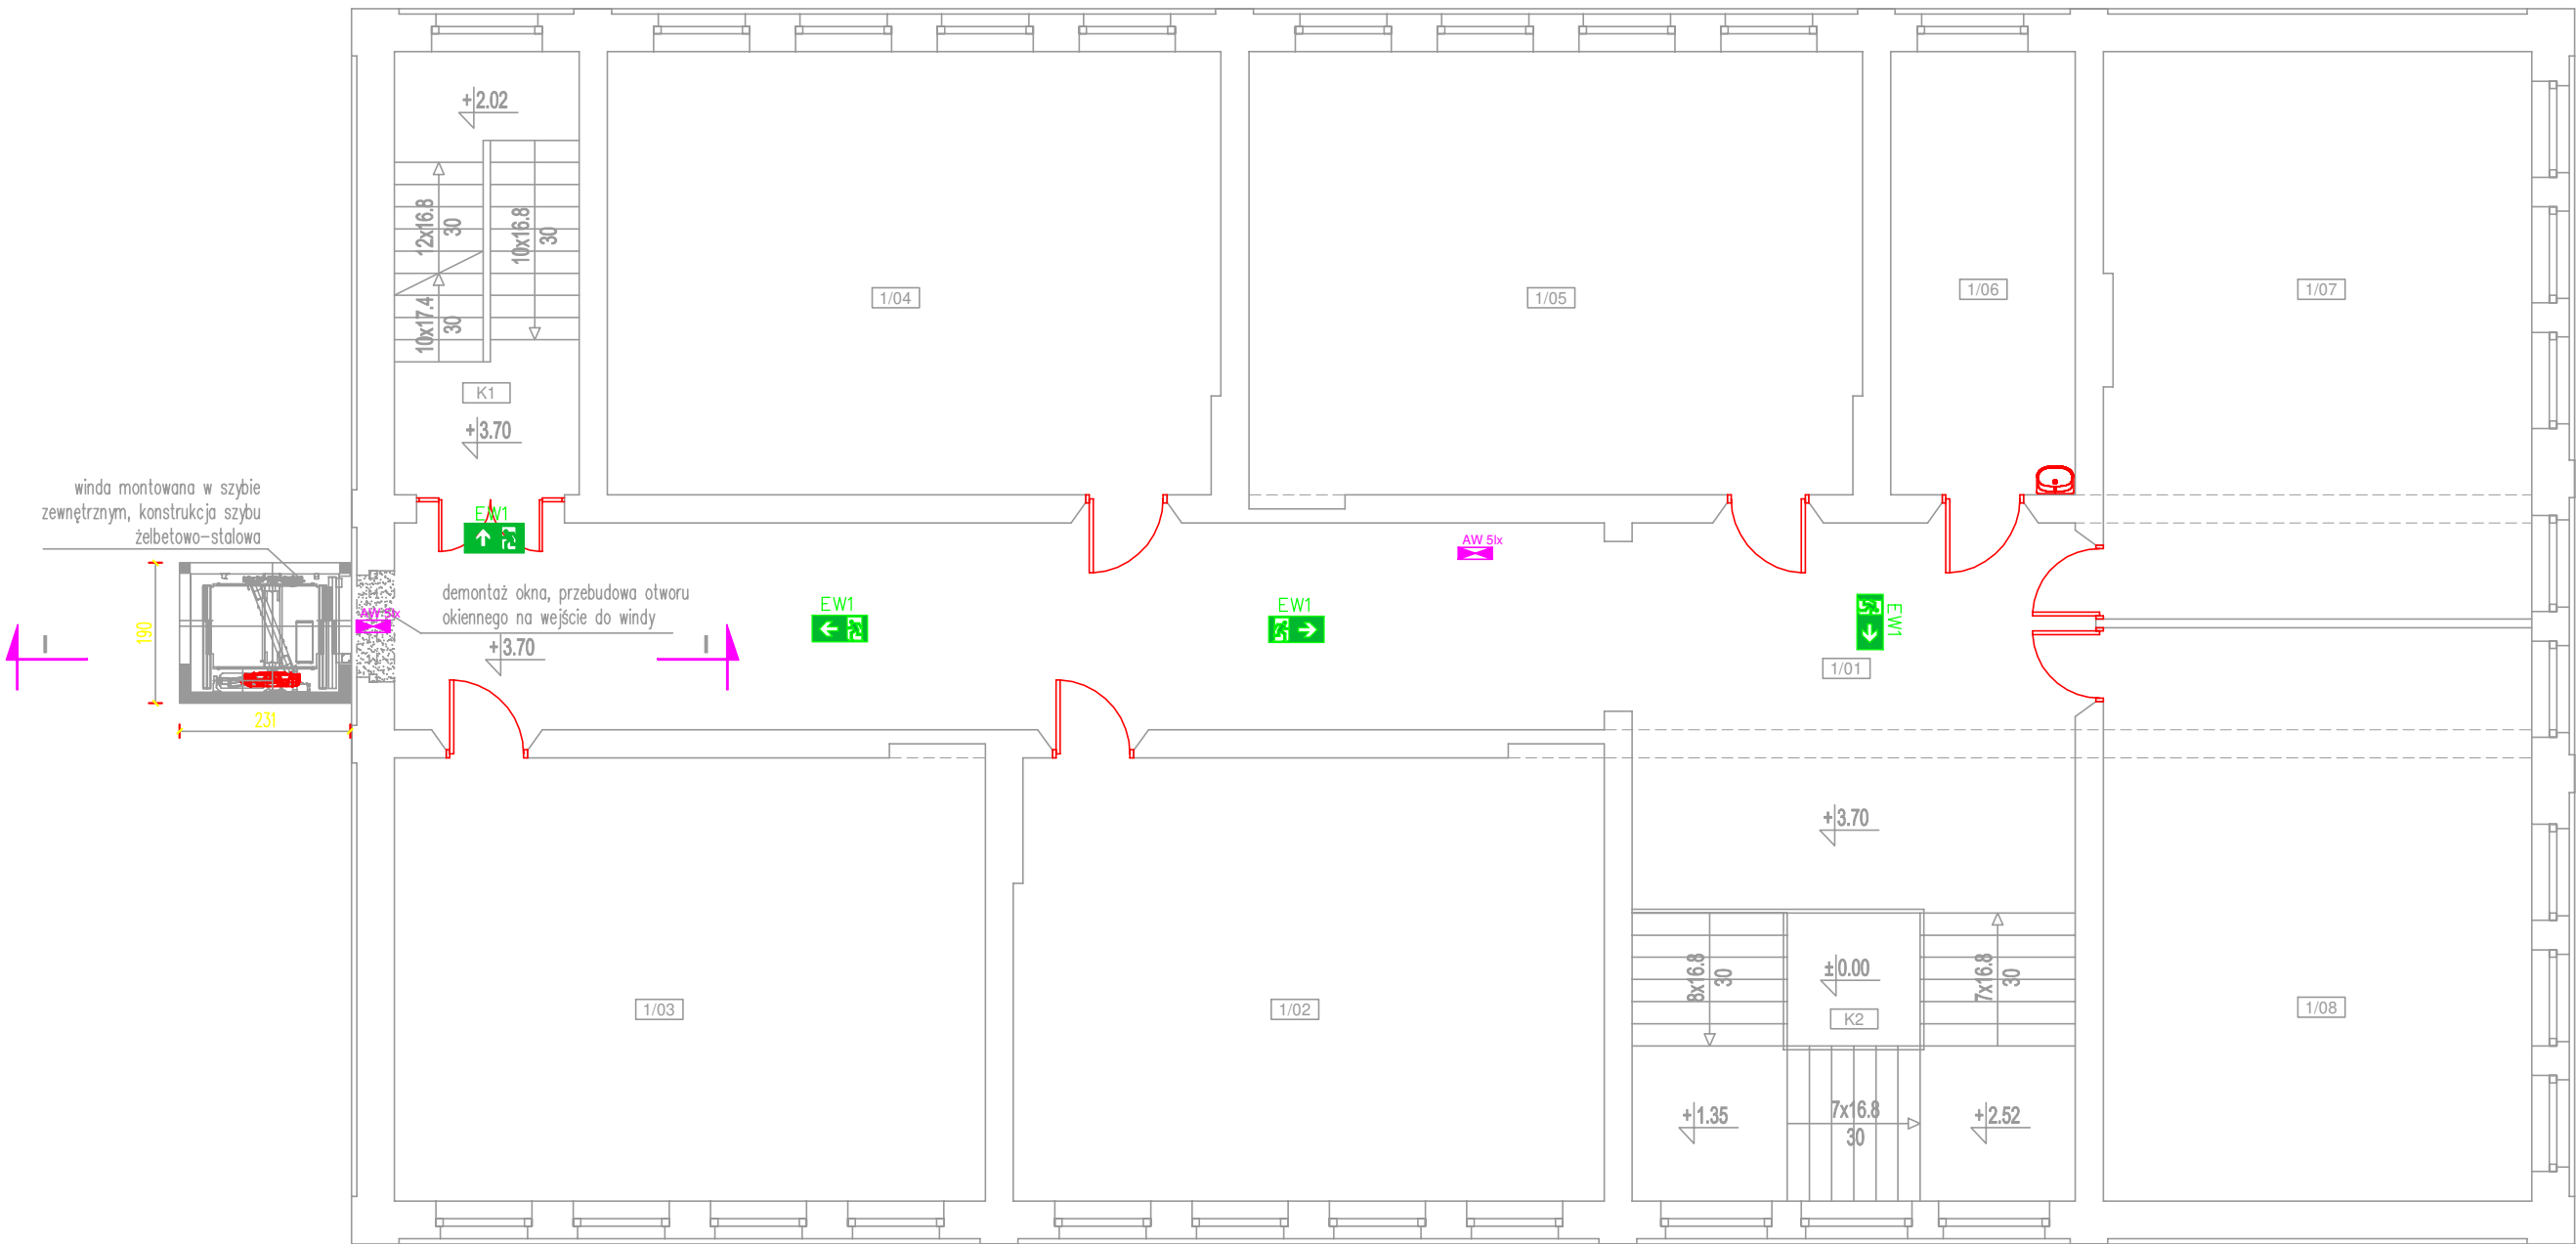 +2.02
12x16.8
30
10x16.8
30
10x17.4
30
1/04
1/05
1/06
1/07
K1
+3.70
winda montowana w szybie
zewnętrznym, konstrukcja szybu
żelbetowo-stalowa
EW1
AW 5lx
demontaż okna, przebudowa otworu
okiennego na wejście do windy
AW 5lx
EW1
EW1
EW1
190
I
+3.70
I
1/01
231
+3.70
8x16.8
30
±0.00
7x16.8
30
K2
1/03
1/02
1/08
+1.35
7x16.8
30
+2.52